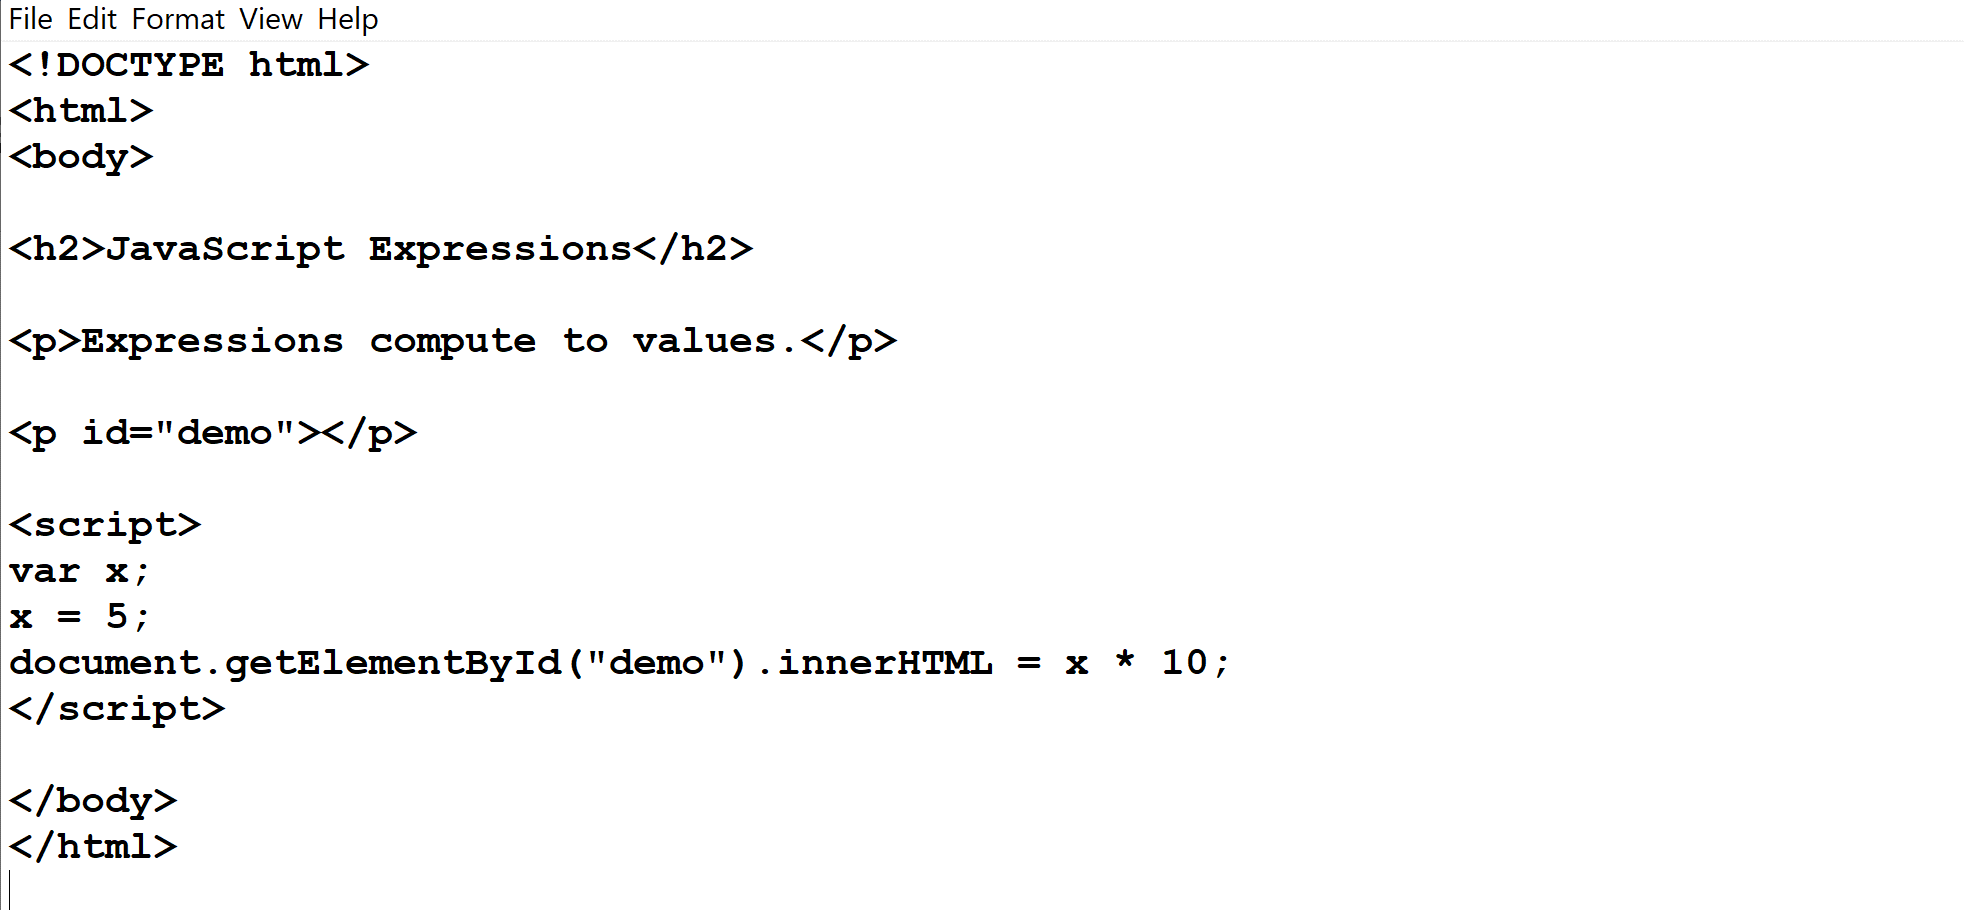 File Edit Format View Help
<!DOCTYPE html>
<html>
<body>
<h2>JavaScript Expressions</h2>
<p>Expressions compute to values.</p>
<p id="demo"></p>
<script>
var x;
x = 5;
document.getElementById("demo").innerHTML = x * 10;
</script>
</body>
</html>